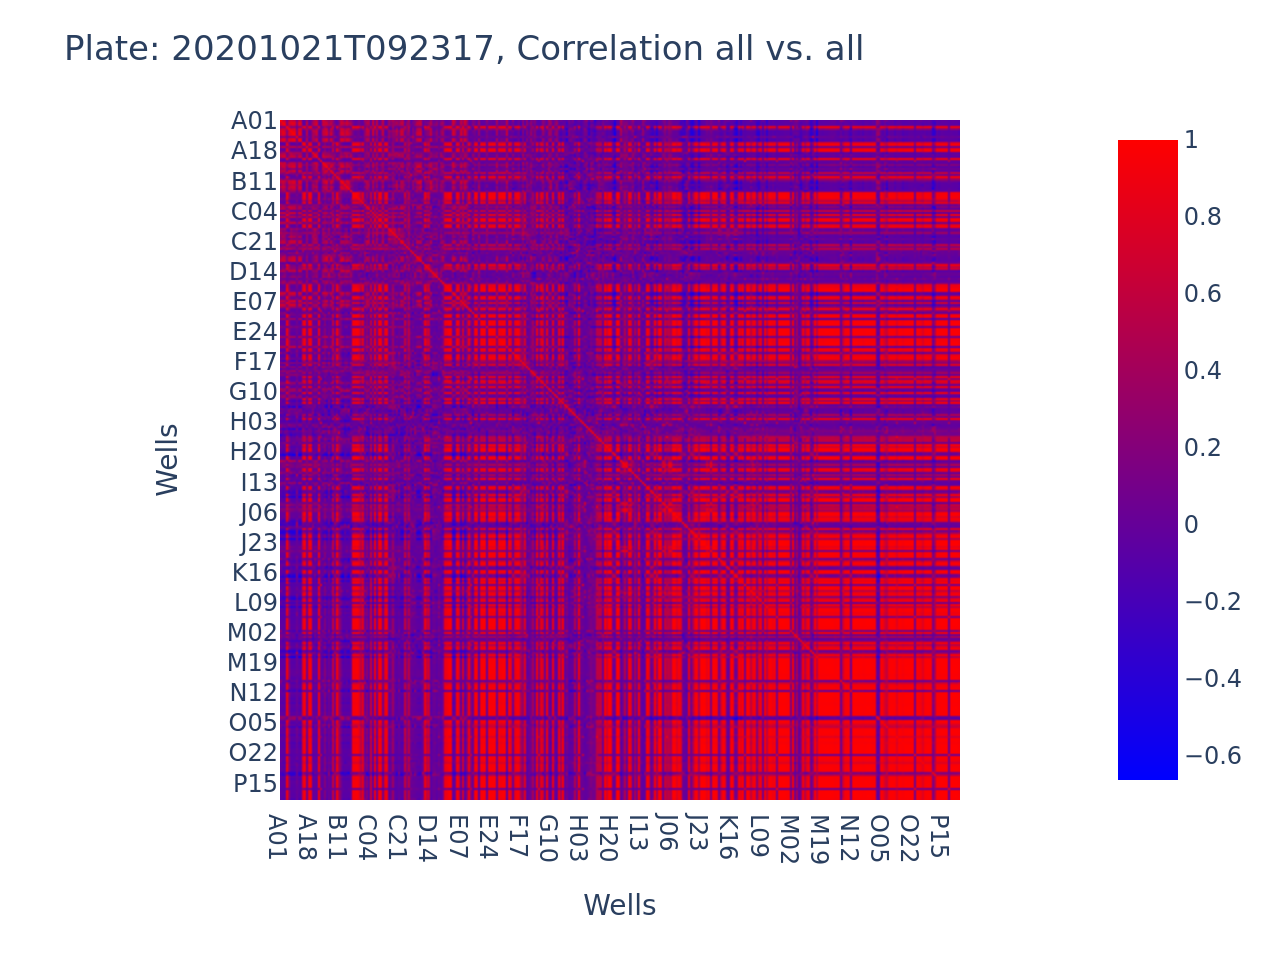 Plate: 20201021T092317, Correlation all vs. all
A01
A18
B11
C04
C21
D14
E07
E24
F17
G10
H03
H20
I13
J06
J23
K16
L09
M02
M19
N12
O05
O22
P15
Wells
A01
A18
B11
C04
C21
D14
E07
E24
F17
G10
H03
H20
I13
J06
J23
K16
L09
M02
M19
N12
O05
O22
P15
Wells
1
0.8
0.6
0.4
0.2
0
−0.2
−0.4
−0.6